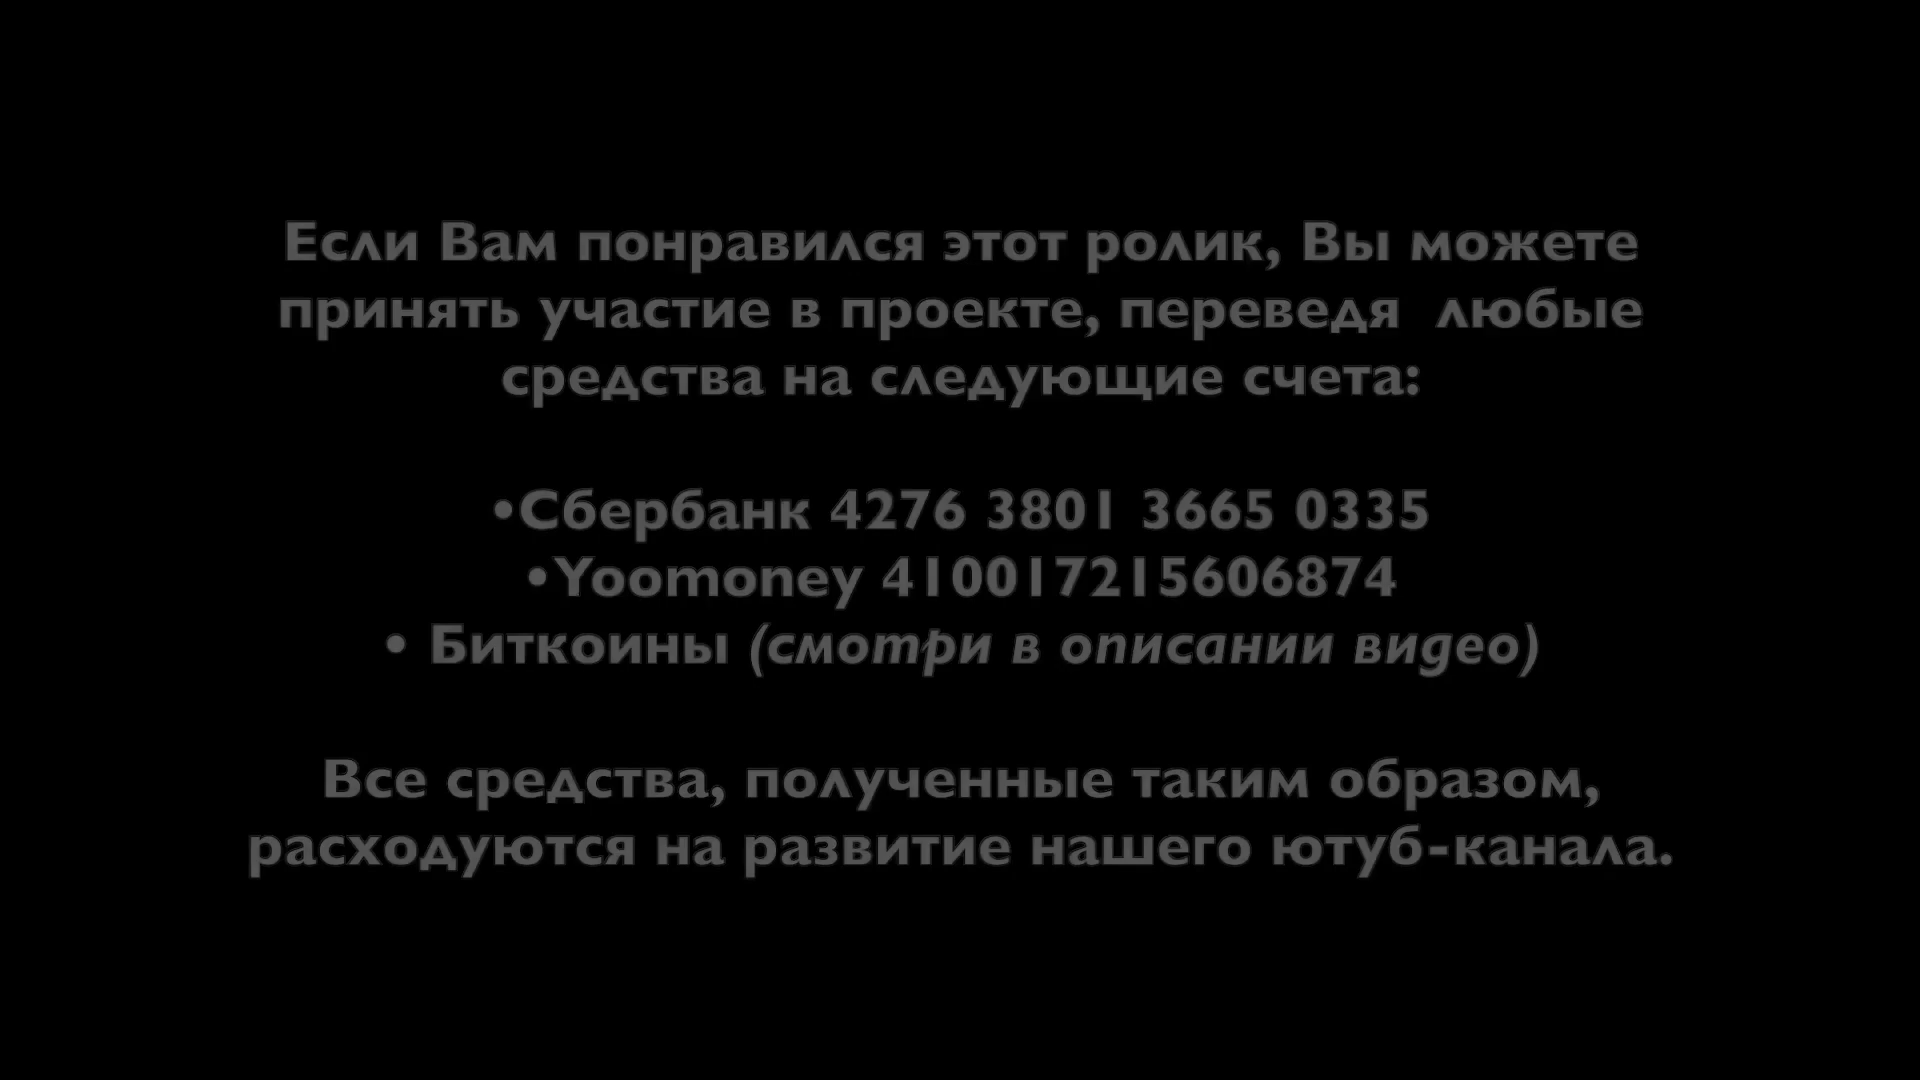 Если Вам понравился этот ролик, Вы можете
принять участие в проекте, переведя  любые
средства на следующие счета:
•Сбербанк 4276 3801 3665 0335
•Yoomoney 410017215606874
• Биткоины (смотри в описании видео)
Все средства, полученные таким образом,
расходуются на развитие нашего ютуб-канала.